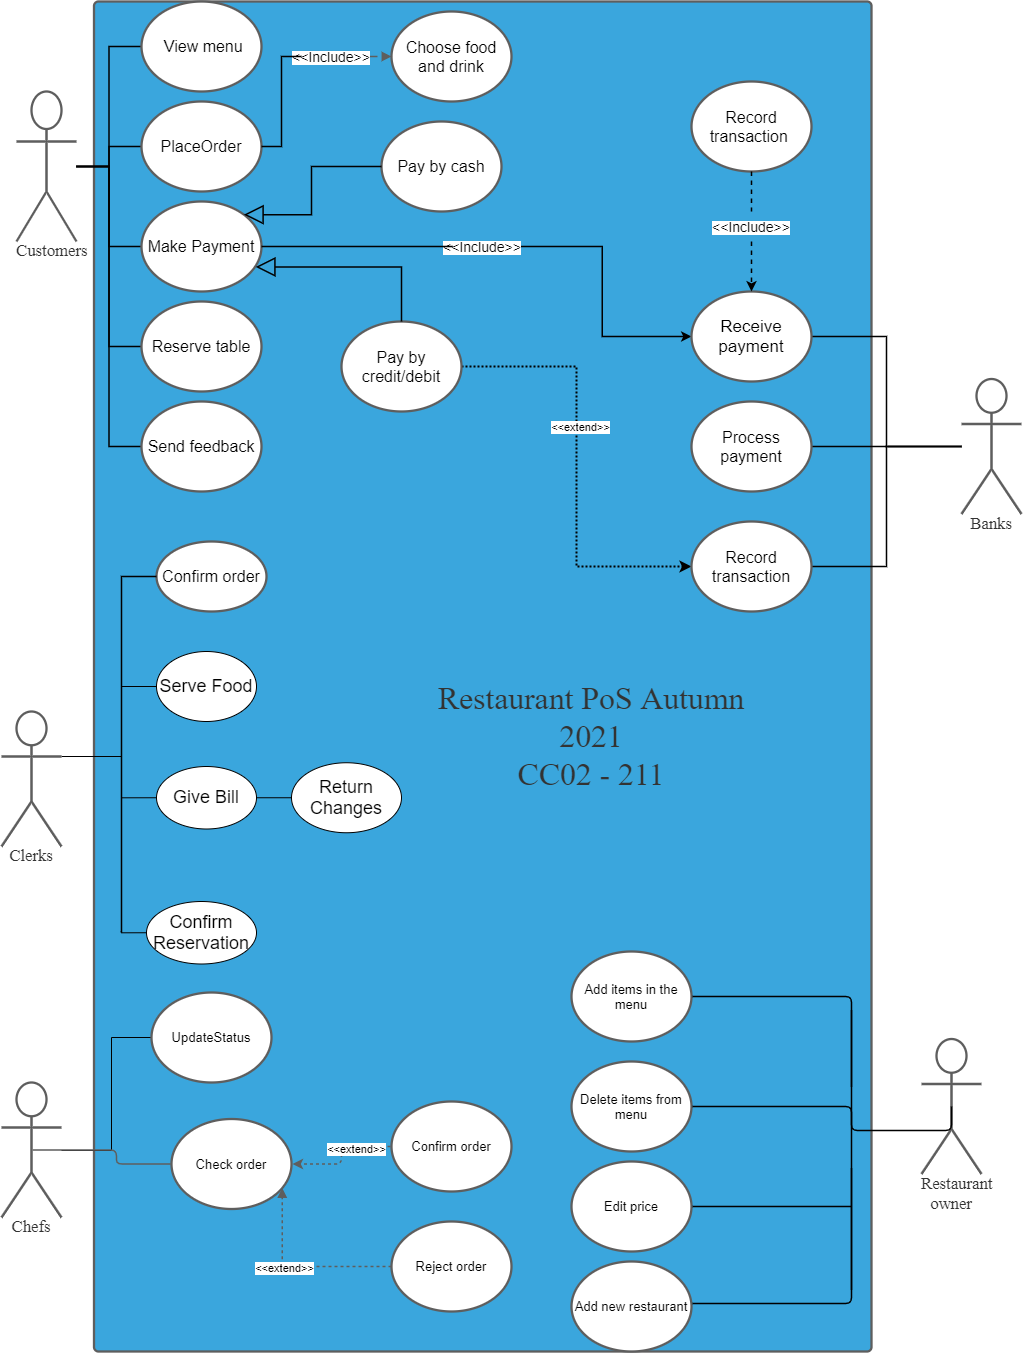 View menu
<<Include>>
Choose food
and drink
PlaceOrder
Record
transaction
Pay by cash
Customers
Make Payment
<<Include>>
<<Include>>
Reserve table
Pay by
credit/debit
Receive
payment
Send feedback
<<extend>>
Process
payment
Banks
Confirm order
Record
transaction
Serve Food
Restaurant PoS Autumn
2021
CC02 - 211
Clerks
Give Bill
Return
Changes
Confirm
Reservation
Add items in the
menu
UpdateStatus
Delete items from
menu
Chefs
Check order
<<extend>>
Confirm order
Restaurant
owner
Edit price
<<extend>>
Reject order
Add new restaurant